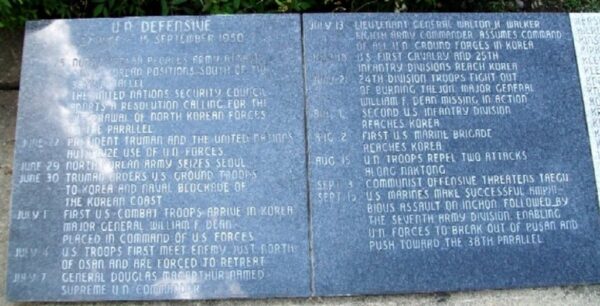 U.N. DEFENSIVE
15 SEPTEMBER 1950
KOREAN POSITIONS SOUTH OF THE
THE UNITED NATIONS SECURITY COUNCIL
ADOPTS A RESOLUTION CALLING FOR THE
WITHDRAWAL OF NORTH KOREAN FORCES
TO THE PARALLEL
JUNE 27 PRESIDENT TRUMAN AND THE UNITED NATIONS
AUTHORIZE USE OF U.N. FORCES
JUNE 29 NORTH KOREAN ARMY SEIZES SEOUL
JUNE 30 TRUMAN ORDERS U.S. GROUND TROOPS
TO KOREA AND NAVAL BLOCKADE OF
THE KOREAN COAST
JULY 1 FIRST U.S. COMBAT TROOPS ARRIVE IN KOREA
MAJOR GENERAL WILLIAM F. DEAN
PLACED IN COMMAND OF U.S. FORCES
JULY U.S. TROOPS FIRST MEET ENEMY JUST NORTH
OF OSAN AND ARE FORCED TO RETREAT
JULY 7 GENERAL DOUGLAS MACARTHUR NAMED
SUPREME U.N. COMMANDER
JULY 13 LIEUTENANT GENERAL WALTON H. WALKER
EIGHTH ARMY COMMANDER ASSUMES COMMAND
OF ALL U.N. GROUND FORCES IN KOREA
JULY 18 U.S. FIRST CAVALRY AND 25TH
INFANTRY DIVISIONS REACH KOREA
24TH DIVISION TROOPS FIGHT OUT
OF BURNING TAEJON. MAJOR GENERAL
WILLIAM F. DEAN MISSING IN ACTION
SECOND U.S. INFANTRY DIVISION
REACHES KOREA
AUG 2 FIRST U.S. MARINE BRIGADE
REACHES KOREA
AUG 15 U.N. TROOPS REPEL TWO ATTACKS
ALONG NAKTONG
SEPT 3 COMMUNIST OFFENSIVE THREATENS TAEGU
SEPT 15 U.S. MARINES MAKE SUCCESSFUL AMPHI-
BIOUS ASSAULT ON INCHON. FOLLOWED BY
THE SEVENTH ARMY DIVISION, ENABLING
U.N. FORCES TO BREAK OUT OF PUSAN AND
PUSH TOWARD THE 38TH PARALLEL